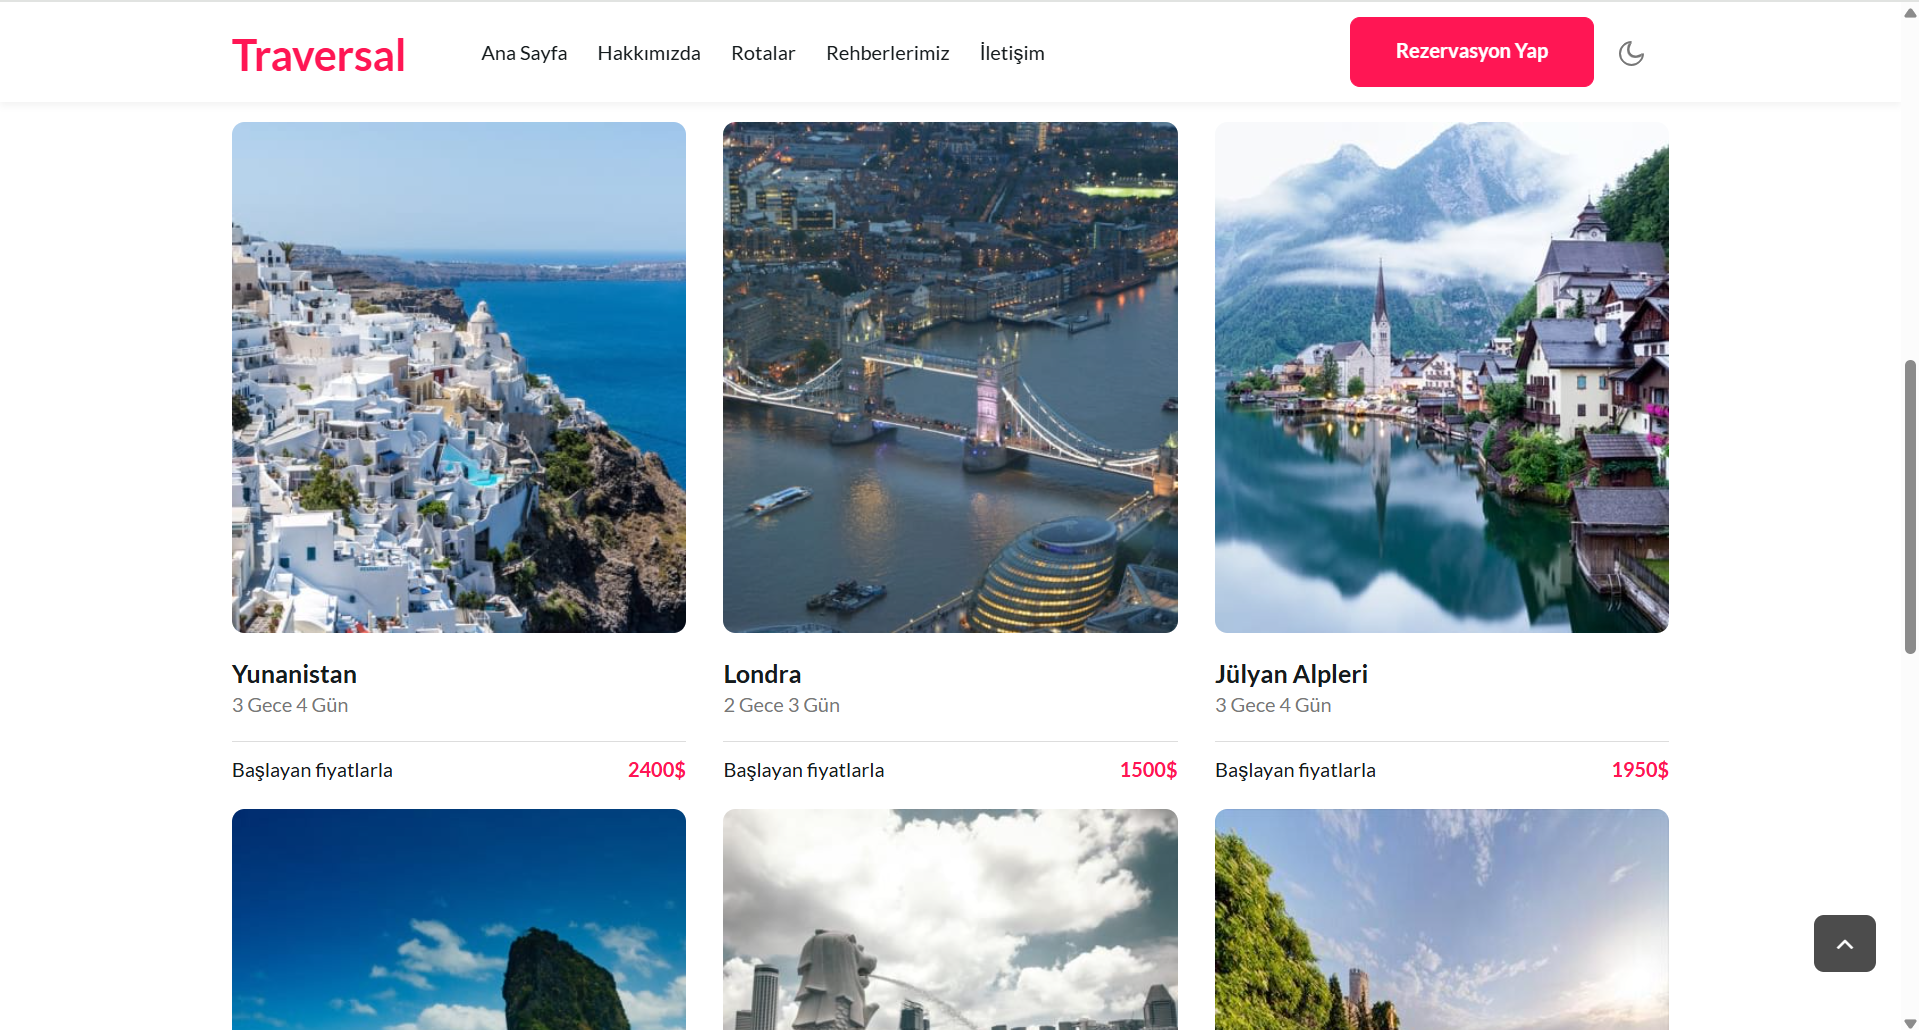 Traversal
Ana Sayfa
Hakkımızda
Rotalar
Rehberlerimiz
İletişim
Rezervasyon Yap
Yunanistan
3 Gece 4 Gün
Başlayan fiyatlarla 2400$
Londra
2 Gece 3 Gün
Başlayan fiyatlarla 1500$
Jülyan Alpleri
3 Gece 4 Gün
Başlayan fiyatlarla 1950$